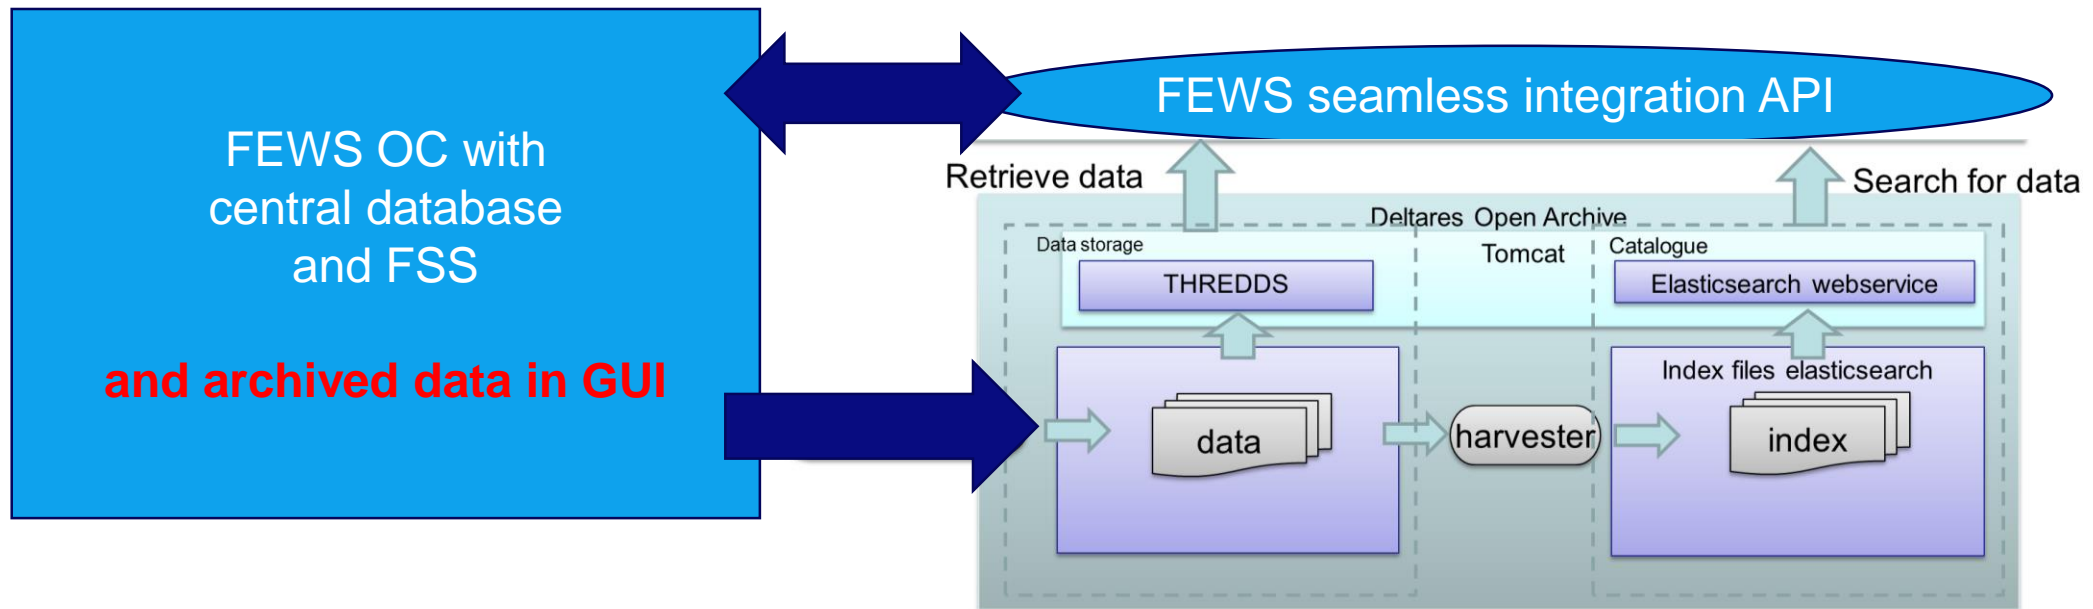 FEWS OC with
central database
and FSS
and archived data in GUI
FEWS seamless integration API
Retrieve data
Search for data
Deltares Open Archive
Data storage
Tomcat
Catalogue
THREDDS
Elasticsearch webservice
Index files elasticsearch
data
harvester
index